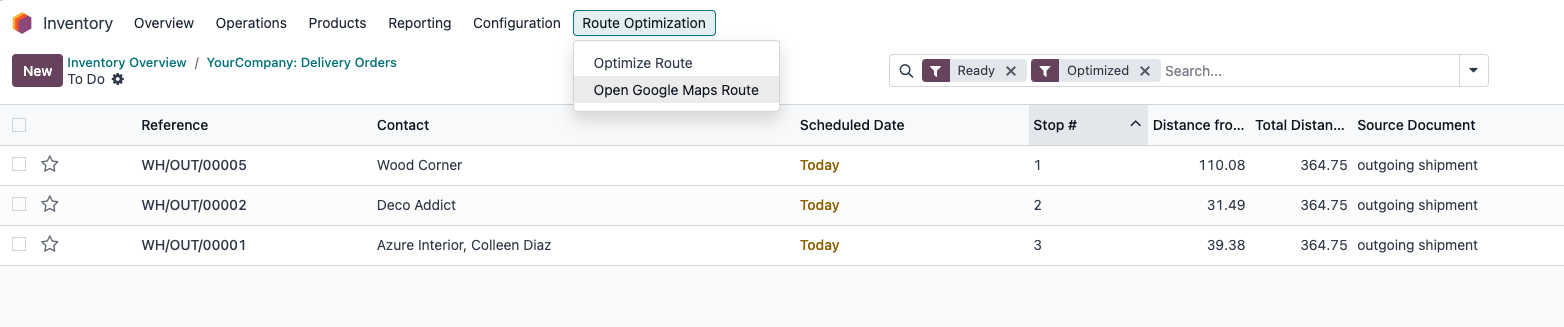 Inventory Overview Operations Products Reporting Configuration Route Optimization
Optimize Route
Open Google Maps Route
New
Inventory Overview / YourCompany: Delivery Orders
To Do
Ready Optimized Search...
Reference Contact Scheduled Date Stop # Distance fro... Total Distan... Source Document
WH/OUT/00005 Wood Corner Today 1 110.08 364.75 outgoing shipment
WH/OUT/00002 Deco Addict Today 2 31.49 364.75 outgoing shipment
WH/OUT/00001 Azure Interior, Colleen Diaz Today 3 39.38 364.75 outgoing shipment